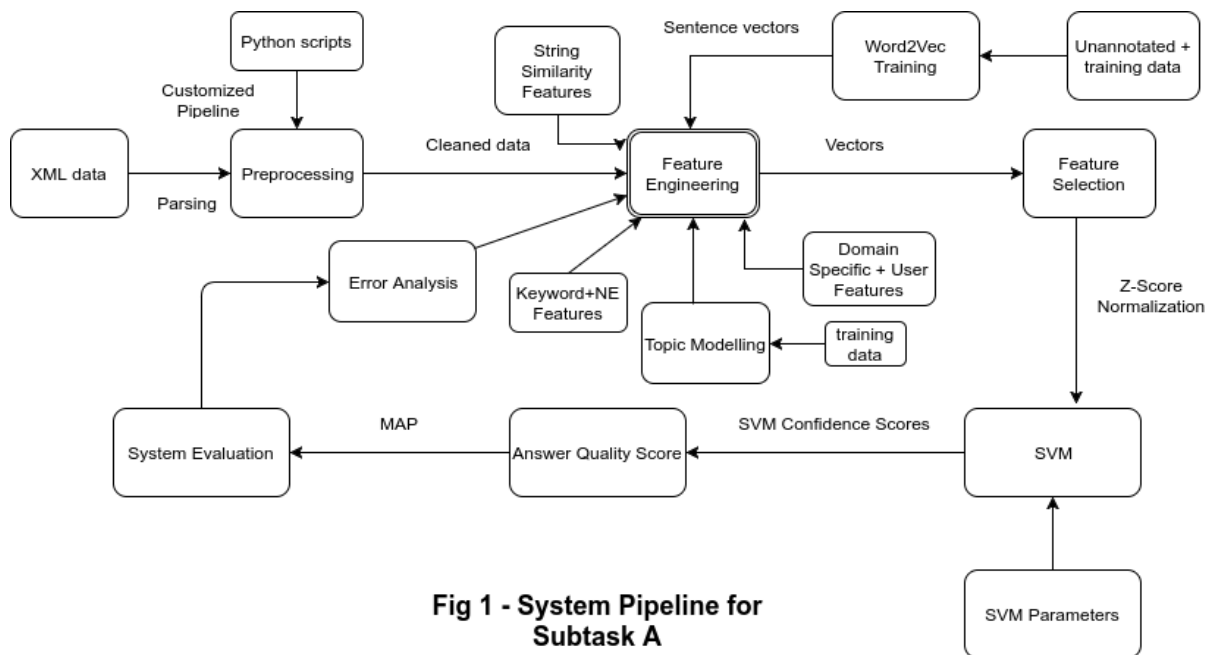 Python scripts
String
Similarity
Features
Sentence vectors
Word2Vec
Training
Unannotated +
training data
Customized
Pipeline
XML data
Parsing
Preprocessing
Cleaned data
Feature
Engineering
Vectors
Feature
Selection
Error Analysis
Keyword+NE
Features
Topic Modelling
Domain
Specific + User
Features
training
data
Z-Score
Normalization
System Evaluation
MAP
Answer Quality Score
SVM Confidence Scores
SVM
SVM Parameters
Fig 1 - System Pipeline for
Subtask A